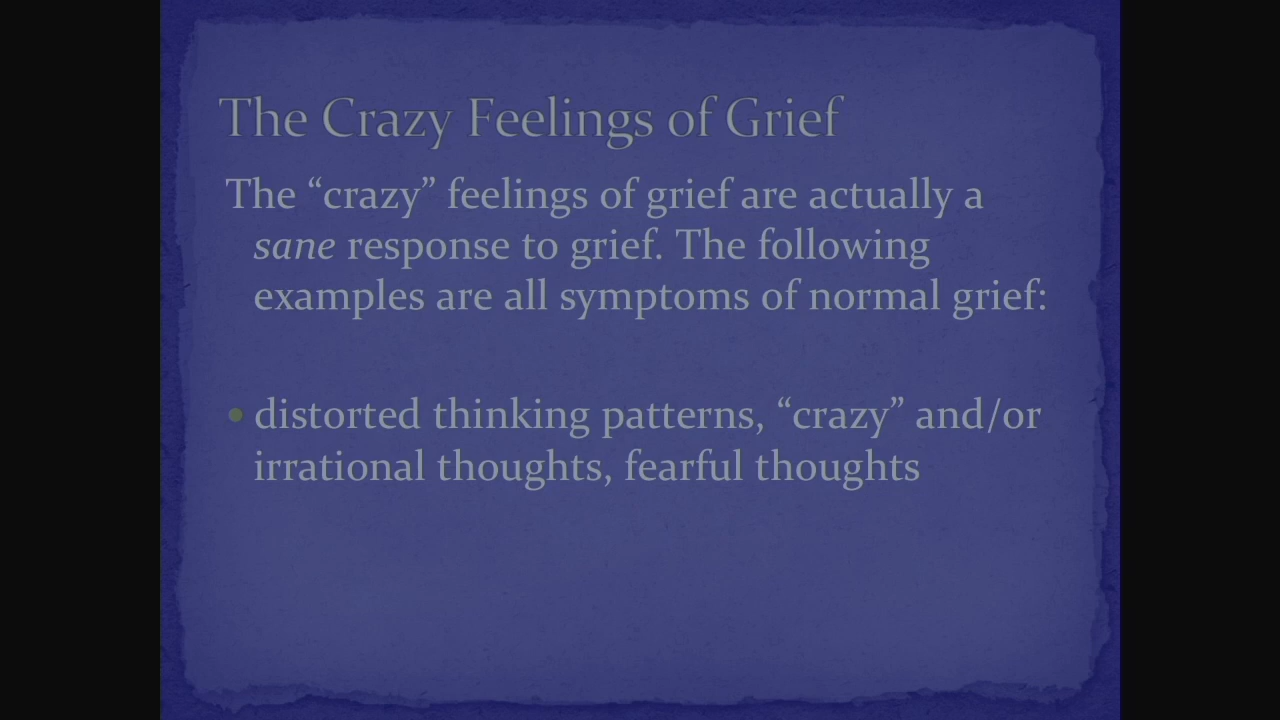 The Crazy Feelings of Grief
The “crazy” feelings of grief are actually a
sane response to grief. The following
examples are all symptoms of normal grief:
• distorted thinking patterns, “crazy” and/or
irrational thoughts, fearful thoughts